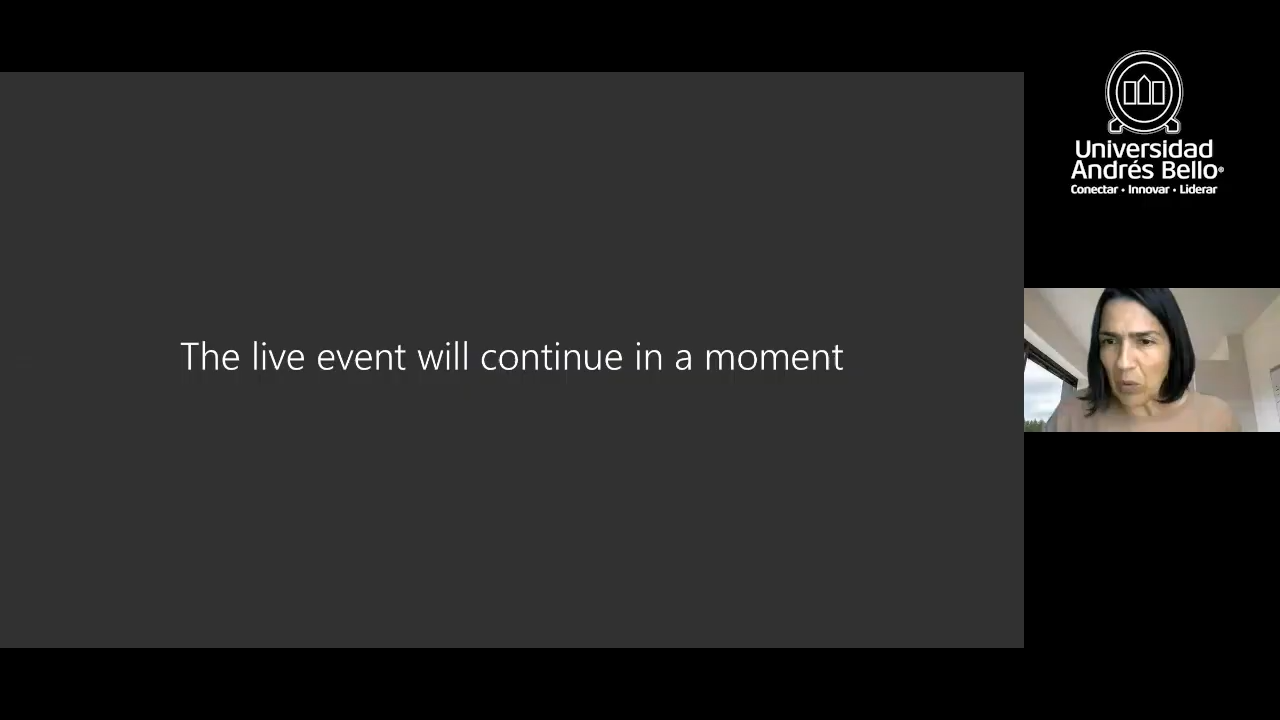 The live event will continue in a moment
Universidad
Andrés Bello®
Conectar • Innovar • Liderar